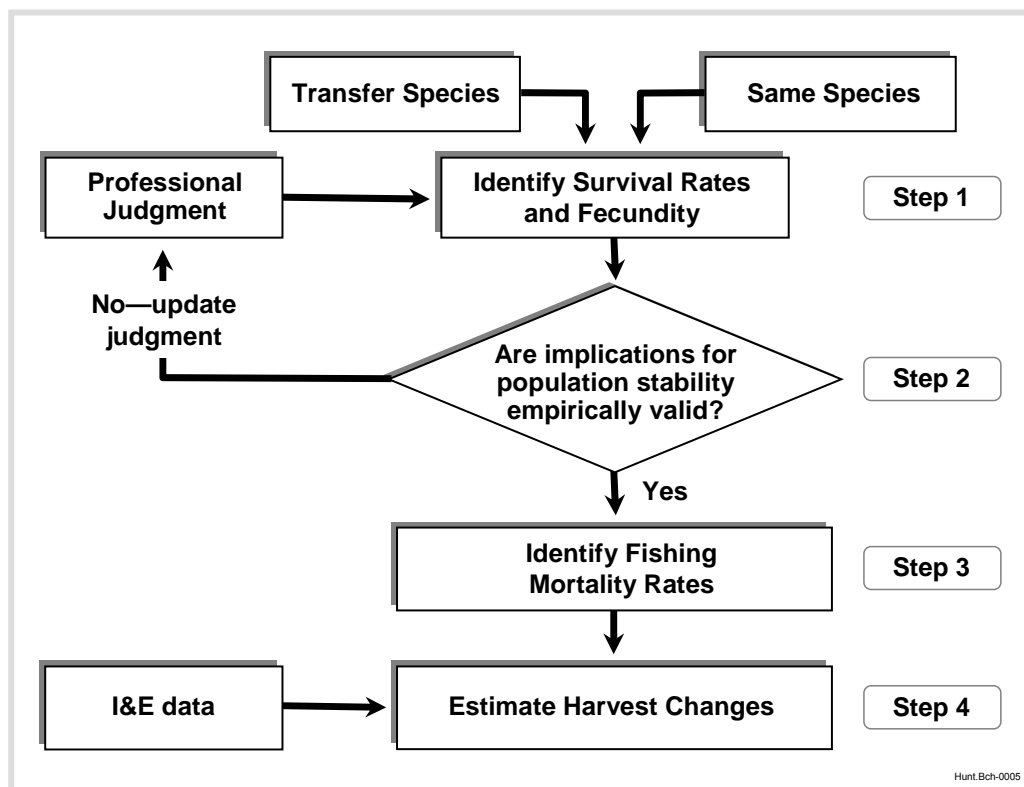 Transfer Species
Same Species
Professional
Judgment
Identify Survival Rates
and Fecundity
Step 1
No—update
judgment
Are implications for
population stability
empirically valid?
Step 2
Yes
Identify Fishing
Mortality Rates
Step 3
I&E data
Estimate Harvest Changes
Step 4
Hunt.Bch-0005